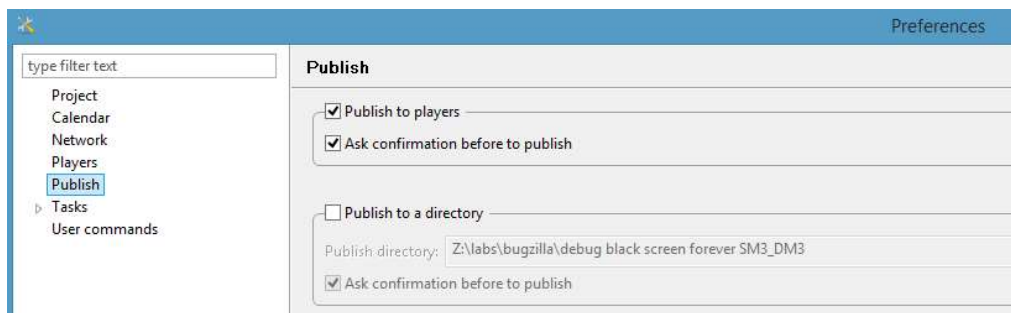 Preferences
type filter text
Project
Calendar
Network
Players
Publish
Tasks
User commands
Publish
Publish to players
Ask confirmation before to publish
Publish to a directory
Publish directory: Z:\labs\bugzilla\debug black screen forever SM3_DM3
Ask confirmation before to publish